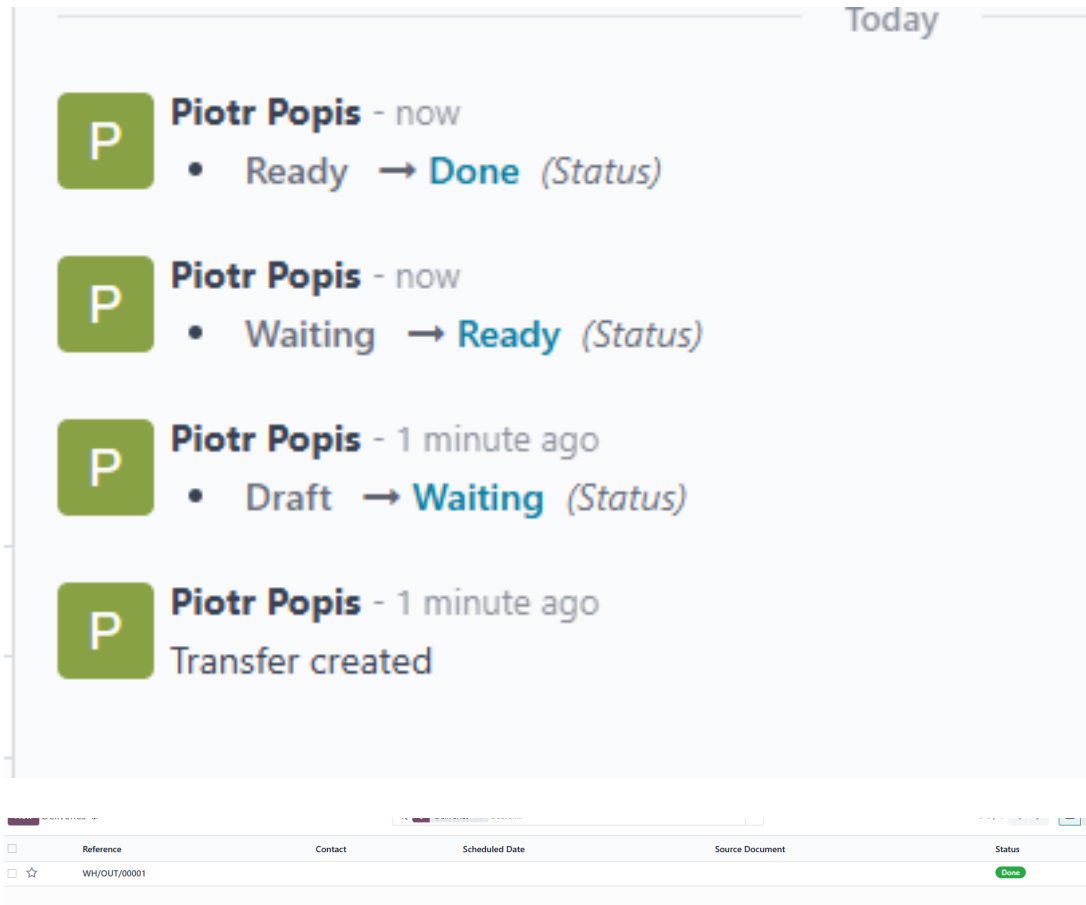 Today
P
Piotr Popis - now
• Ready → Done (Status)
P
Piotr Popis - now
• Waiting → Ready (Status)
P
Piotr Popis - 1 minute ago
• Draft → Waiting (Status)
P
Piotr Popis - 1 minute ago
Transfer created
Reference Contact Scheduled Date Source Document Status
WH/OUT/00001 Done